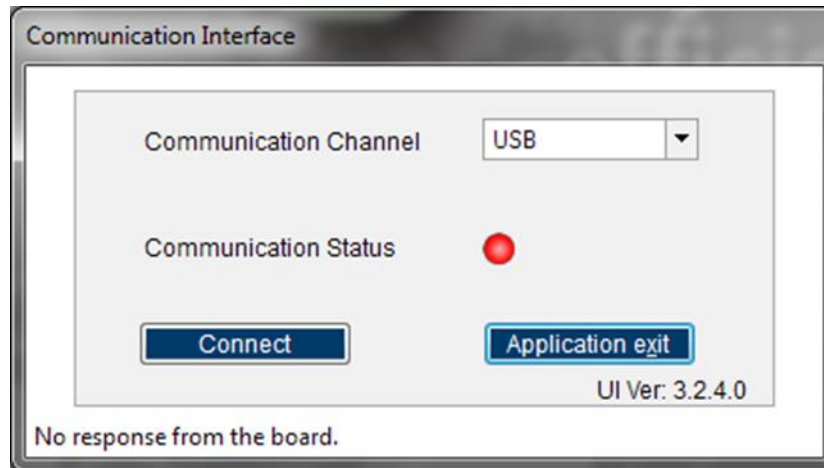 Communication Interface
Communication Channel
USB
Communication Status
Connect
Application exit
UI Ver: 3.2.4.0
No response from the board.